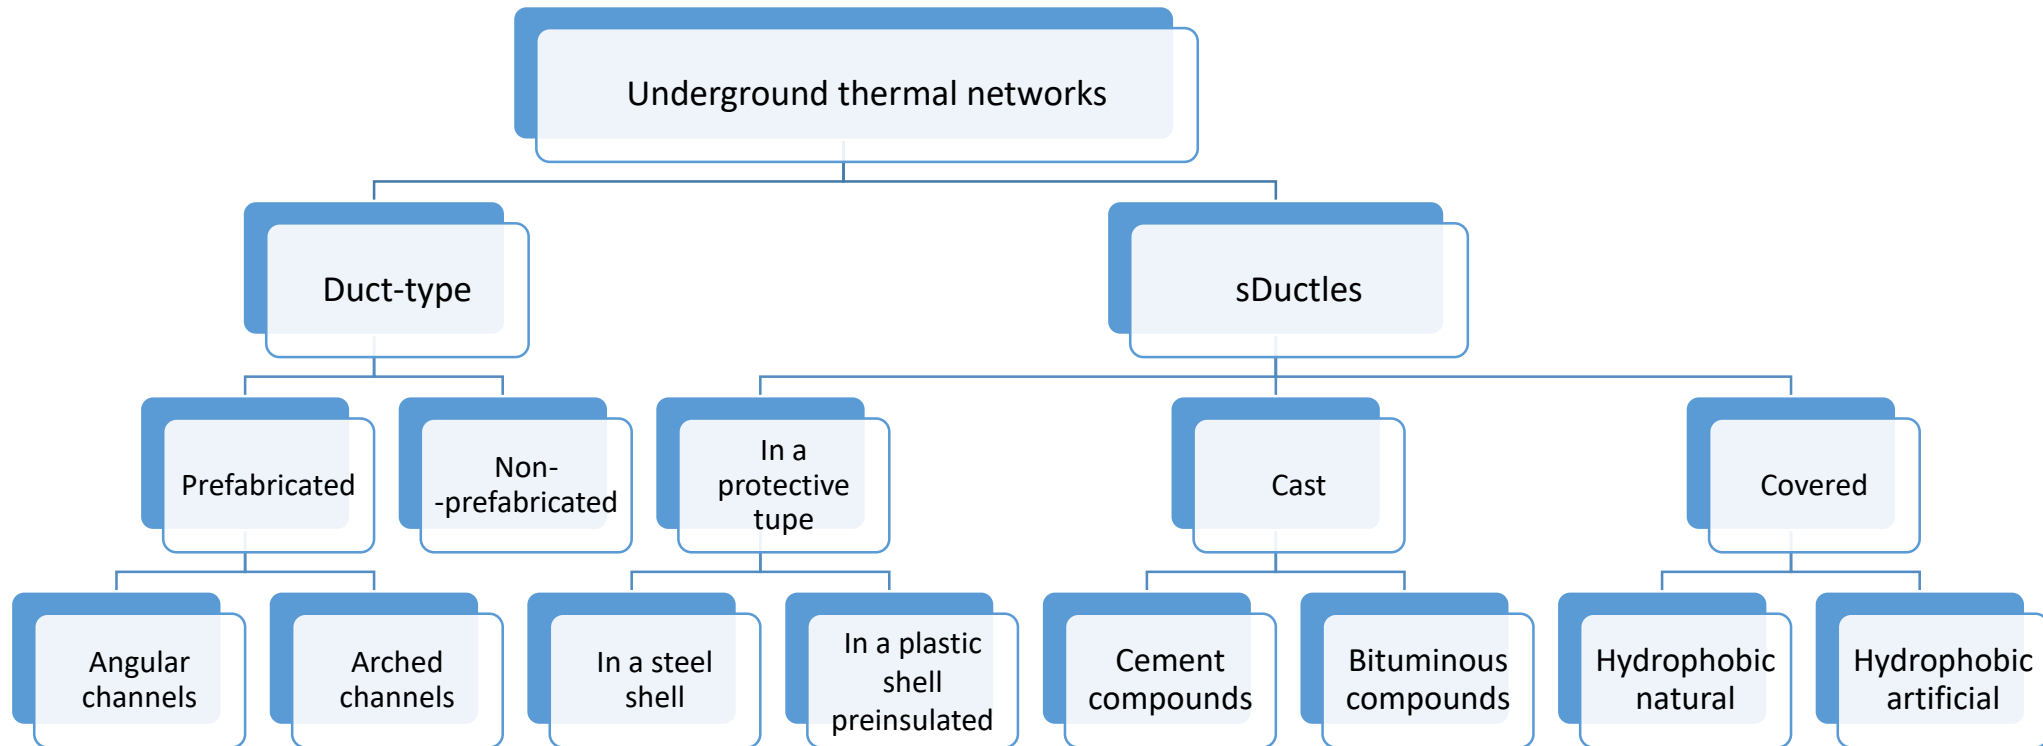 Underground thermal networks
Duct-type
sDuctles
Prefabricated
Non-
-prefabricated
In a
protective
tupe
Cast
Covered
Angular
channels
Arched
channels
In a steel
shell
In a plastic
shell
preinsulated
Cement
compounds
Bituminous
compounds
Hydrophobic
natural
Hydrophobic
artificial